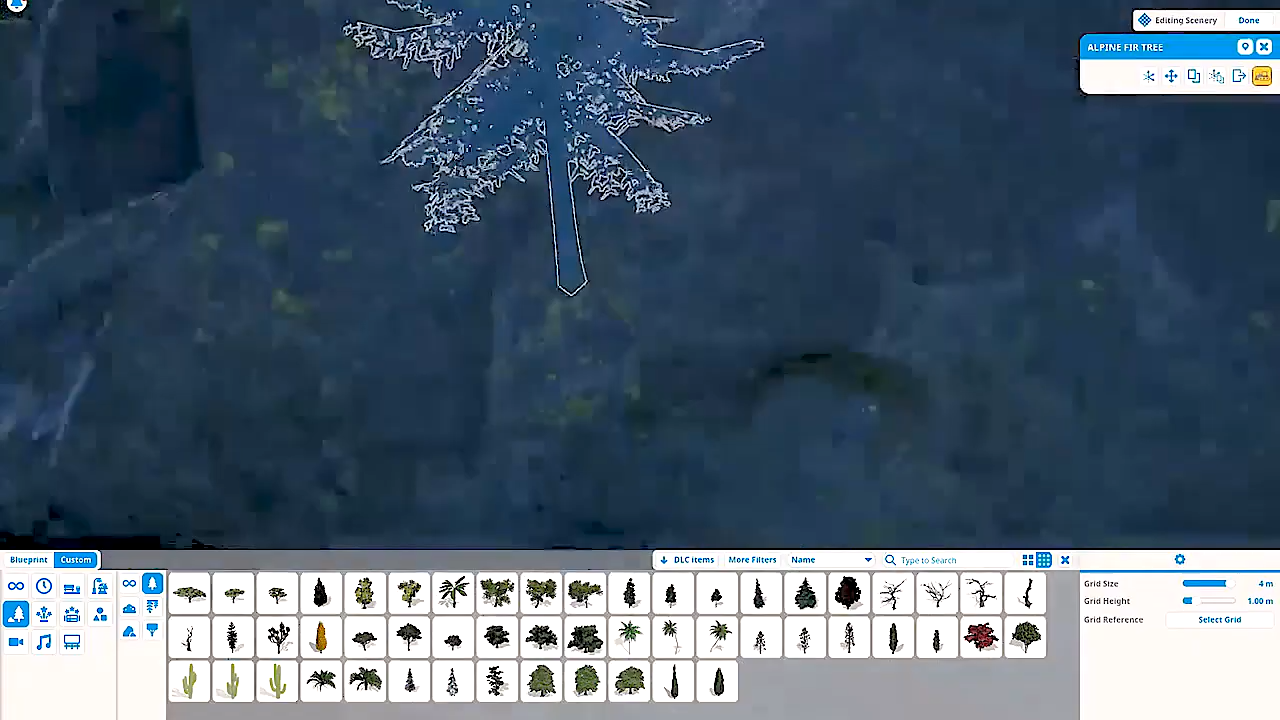 Editing Scenery
Done
ALPINE FIR TREE
Blueprint
Custom
DLC items
More Filters
Name
Type to Search
Grid Size
4 m
Grid Height
1.00 m
Grid Reference
Select Grid